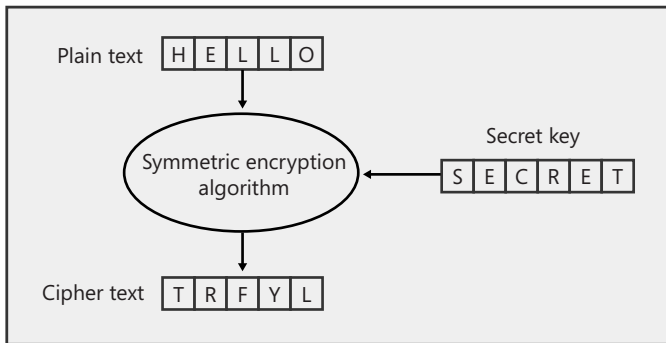 Plain text H E L L O
Symmetric encryption
algorithm
Secret key
S E C R E T
Cipher text T R F Y L